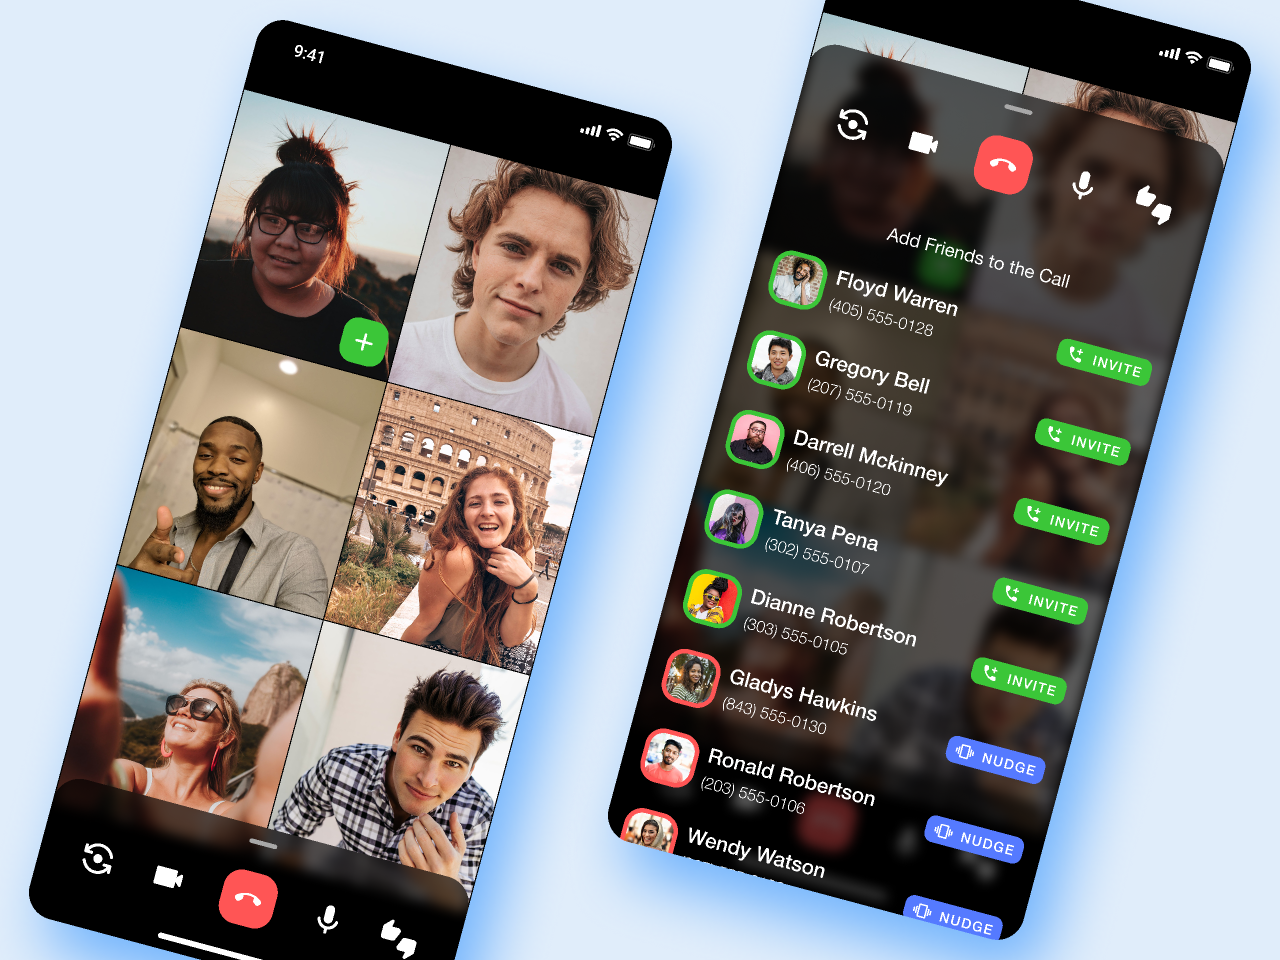 9:41
Add Friends to the Call
Floyd Warren
(405) 555-0128
INVITE
Gregory Bell
(207) 555-0119
INVITE
Darrell Mckinney
(406) 555-0120
INVITE
Tanya Pena
(302) 555-0107
INVITE
Dianne Robertson
(303) 555-0105
INVITE
Gladys Hawkins
(843) 555-0130
NUDGE
Ronald Robertson
(203) 555-0106
NUDGE
Wendy Watson
NUDGE